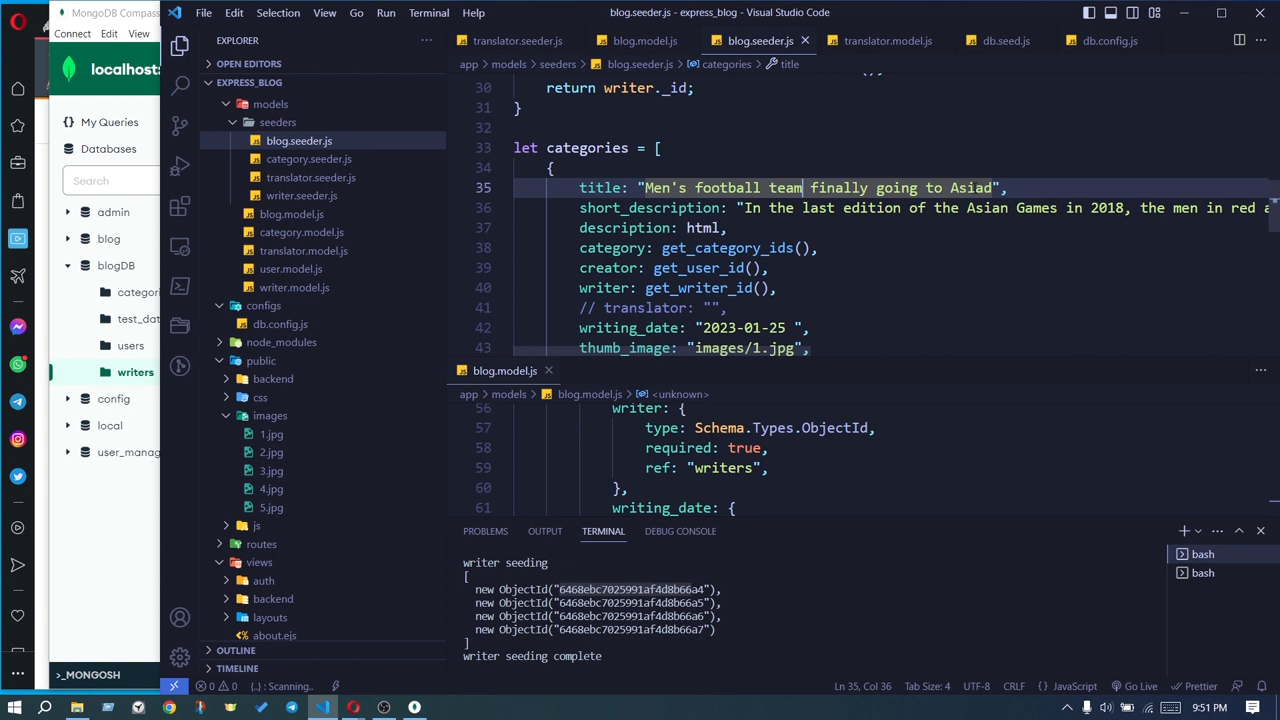 MongoDB Compass
Connect Edit View
localhost:
My Queries
Databases
Search
admin
blog
blogDB
categori
test_dat
users
writers
config
local
user_manag
>_MONGOSH
File Edit Selection View Go Run Terminal Help
blog.seeder.js - express_blog - Visual Studio Code
EXPLORER
OPEN EDITORS
EXPRESS_BLOG
models
seeders
blog.seeder.js
category.seeder.js
translator.seeder.js
writer.seeder.js
blog.model.js
category.model.js
translator.model.js
user.model.js
writer.model.js
configs
db.config.js
node_modules
public
backend
css
images
1.jpg
2.jpg
3.jpg
4.jpg
5.jpg
js
routes
views
auth
backend
layouts
about.ejs
OUTLINE
TIMELINE
translator.seeder.js blog.model.js blog.seeder.js translator.model.js db.seed.js db.config.js
app > models > seeders > blog.seeder.js > categories > title
30 return writer._id;
31 }
32
33 let categories = [
34 {
35 title: "Men's football team finally going to Asiad",
36 short_description: "In the last edition of the Asian Games in 2018, the men in red a
37 description: html,
38 category: get_category_ids(),
39 creator: get_user_id(),
40 writer: get_writer_id(),
41 // translator: "",
42 writing_date: "2023-01-25 ",
43 thumb_image: "images/1.jpg",
blog.model.js
app > models > blog.model.js > <unknown>
56 writer: {
57 type: Schema.Types.ObjectId,
58 required: true,
59 ref: "writers",
60 },
61 writing_date: {
PROBLEMS OUTPUT TERMINAL DEBUG CONSOLE
writer seeding
[
new ObjectId("6468ebc7025991af4d8b66a4"),
new ObjectId("6468ebc7025991af4d8b66a5"),
new ObjectId("6468ebc7025991af4d8b66a6"),
new ObjectId("6468ebc7025991af4d8b66a7")
]
writer seeding complete
bash
bash
0 0 {..} : Scanning.. Ln 35, Col 36 Tab Size: 4 UTF-8 CRLF { } JavaScript Go Live Prettier
9:51 PM